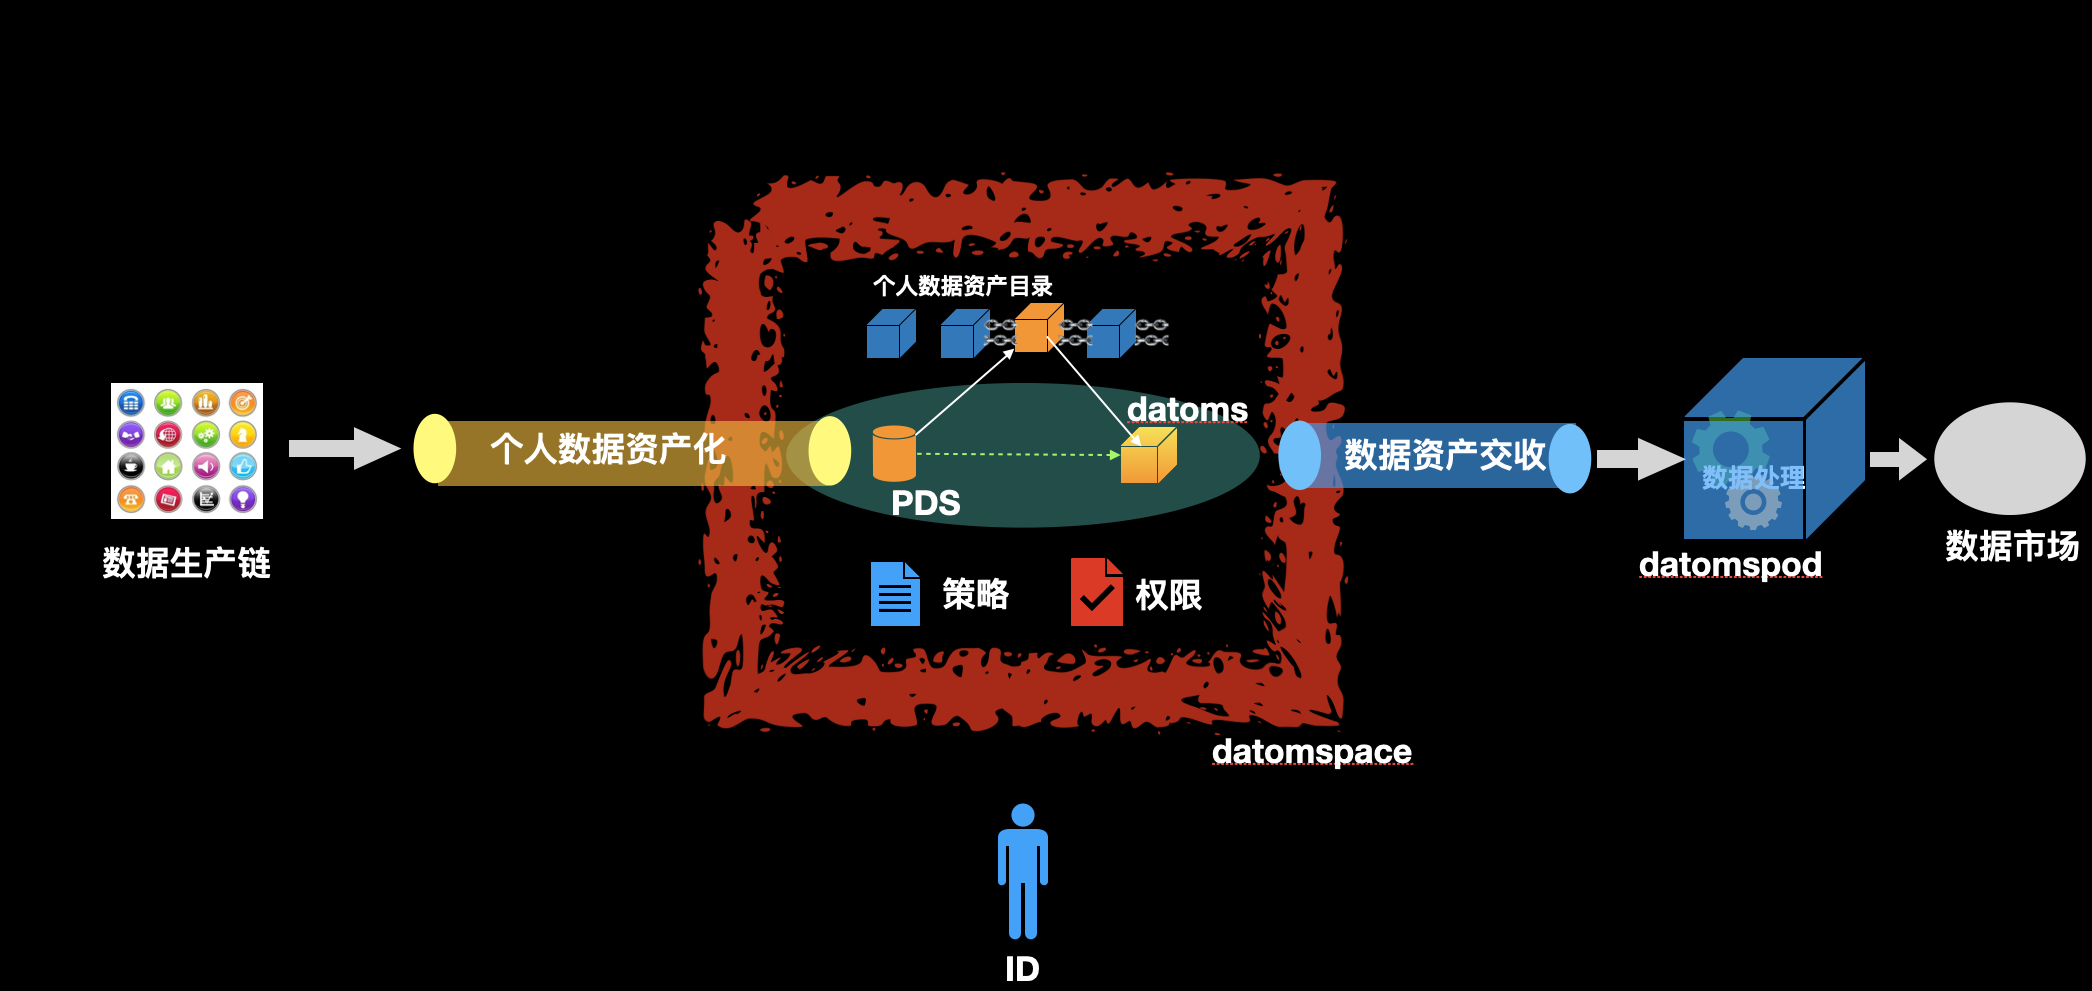 个人数据资产目录
datoms
个人数据资产化
数据资产交收
数据处理
PDS
数据生产链
datomspod
数据市场
策略
权限
datomspace
ID